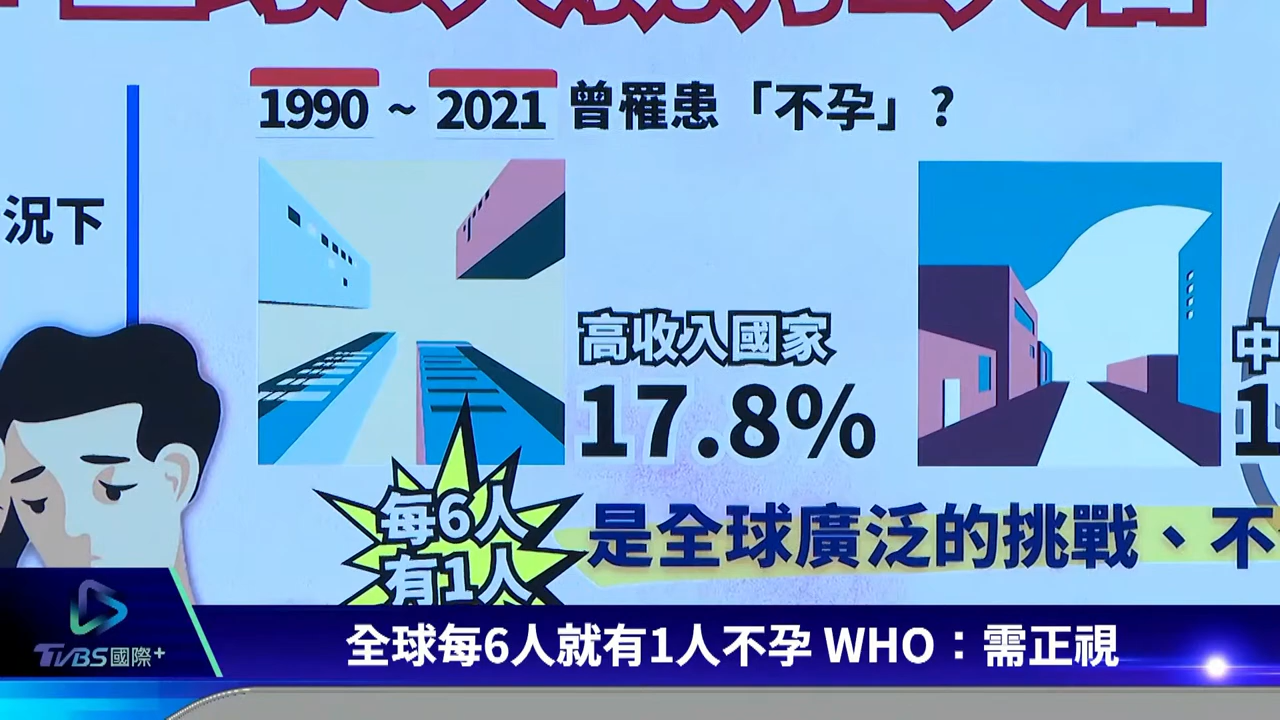 1990 ~ 2021 曾罹患「不孕」?
況下
高收入國家
17.8%
中
1
每6人
有1人
是全球廣泛的挑戰、不
全球每6人就有1人不孕 WHO:需正視
TVBS國際+